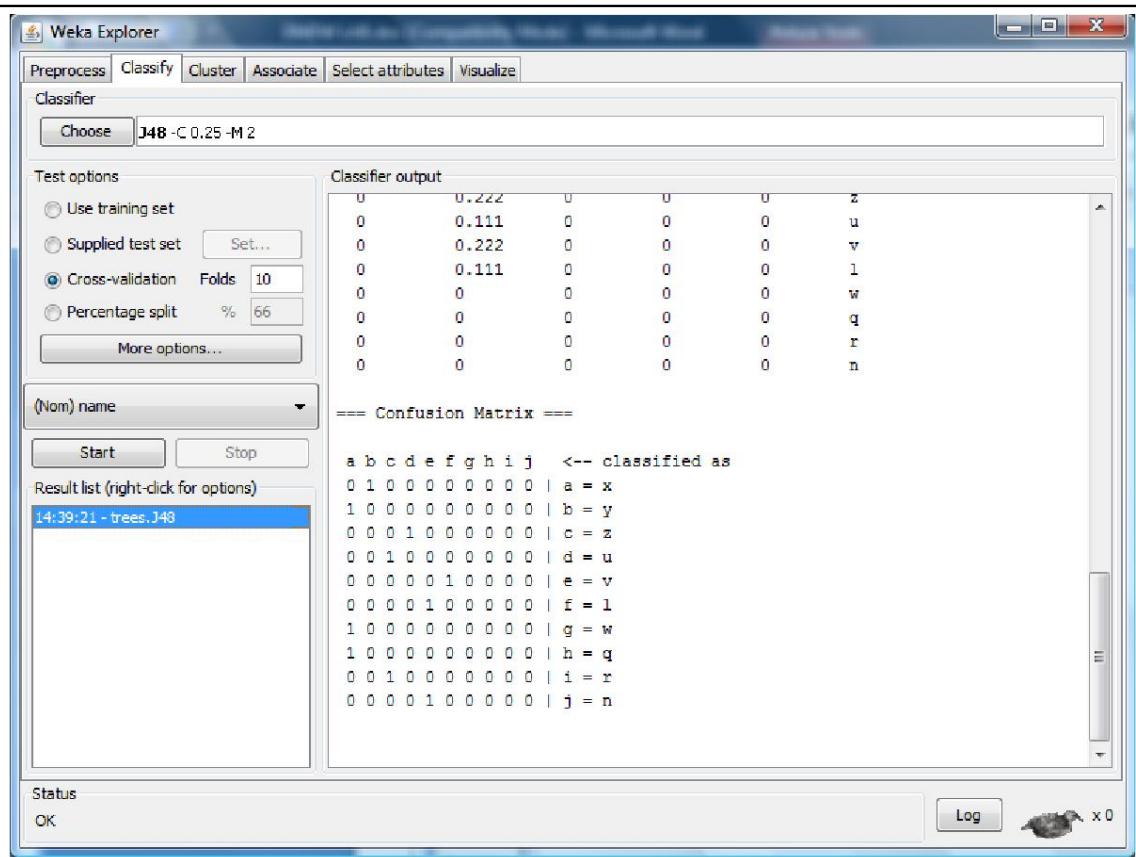 Weka Explorer
Preprocess Classify Cluster Associate Select attributes Visualize
Classifier
Choose J48 -C 0.25 -M 2
Test options
Use training set
Supplied test set Set...
Cross-validation Folds 10
Percentage split % 66
More options...
(Nom) name
Start Stop
Result list (right-click for options)
14:39:21 - trees.J48
Classifier output
0 0.222 0 0 0 z
0 0.111 0 0 0 u
0 0.222 0 0 0 v
0 0.111 0 0 0 l
0 0 0 0 0 w
0 0 0 0 0 q
0 0 0 0 0 r
0 0 0 0 0 n
=== Confusion Matrix ===
a b c d e f g h i j <-- classified as
0 1 0 0 0 0 0 0 0 0 | a = x
1 0 0 0 0 0 0 0 0 0 | b = y
0 0 0 1 0 0 0 0 0 0 | c = z
0 0 1 0 0 0 0 0 0 0 | d = u
0 0 0 0 0 1 0 0 0 0 | e = v
0 0 0 0 1 0 0 0 0 0 | f = l
1 0 0 0 0 0 0 0 0 0 | g = w
1 0 0 0 0 0 0 0 0 0 | h = q
0 0 1 0 0 0 0 0 0 0 | i = r
0 0 0 0 1 0 0 0 0 0 | j = n
Status
OK
Log x 0